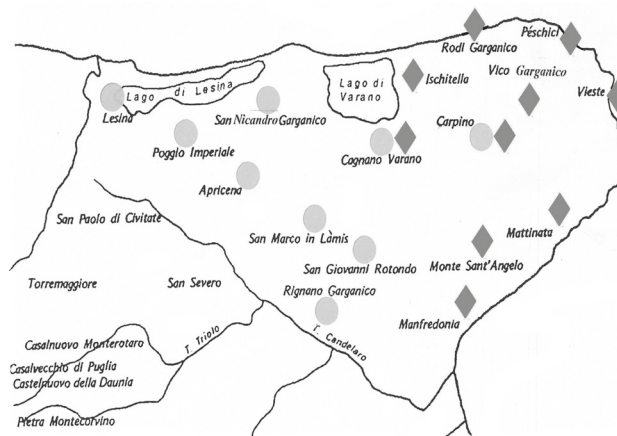 Rodi Garganico
Péschici
Ischitella
Vico Garganico
Vieste
Lago di Lesina
Lago di
Varano
Lesina
San Nicandro Garganico
Carpino
Poggio Imperiale
Cagnano Varano
Apricena
San Paolo di Civitate
San Marco in Làmis
Mattinata
San Giovanni Rotondo
Monte Sant'Angelo
Torremaggiore
San Severo
Rignano Garganico
Manfredonia
T. Triolo
T. Candelaro
Casalnuovo Monterotaro
Casalvecchio di Puglia
Castelnuovo della Daunia
Pietra Montecorvino